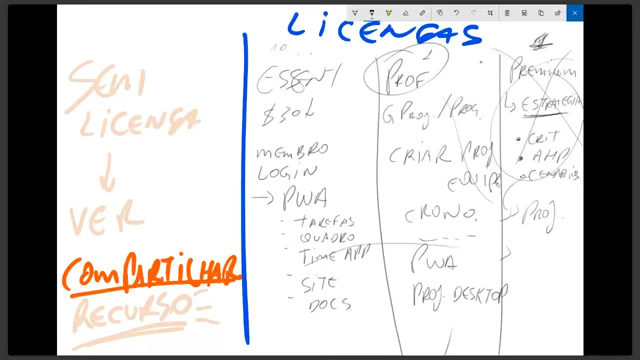 LICENÇAS
SEM
LICENÇA
VER
COMPARTILHAR
RECURSO
ESSENT
$30L
MEMBRO
LOGIN
→ PWA
- TAREFAS
- QUADRO
- TIME APP
- SITE
- DOCS
PROF
G PROJ. / PROG.
CRIAR PROJ
EQUIPE
CRONO.
PWA
PROJ. DESKTOP
PREMIUM
ESTRATEGIA
• CRIT
• AHP
CENARIOS
PROJ.